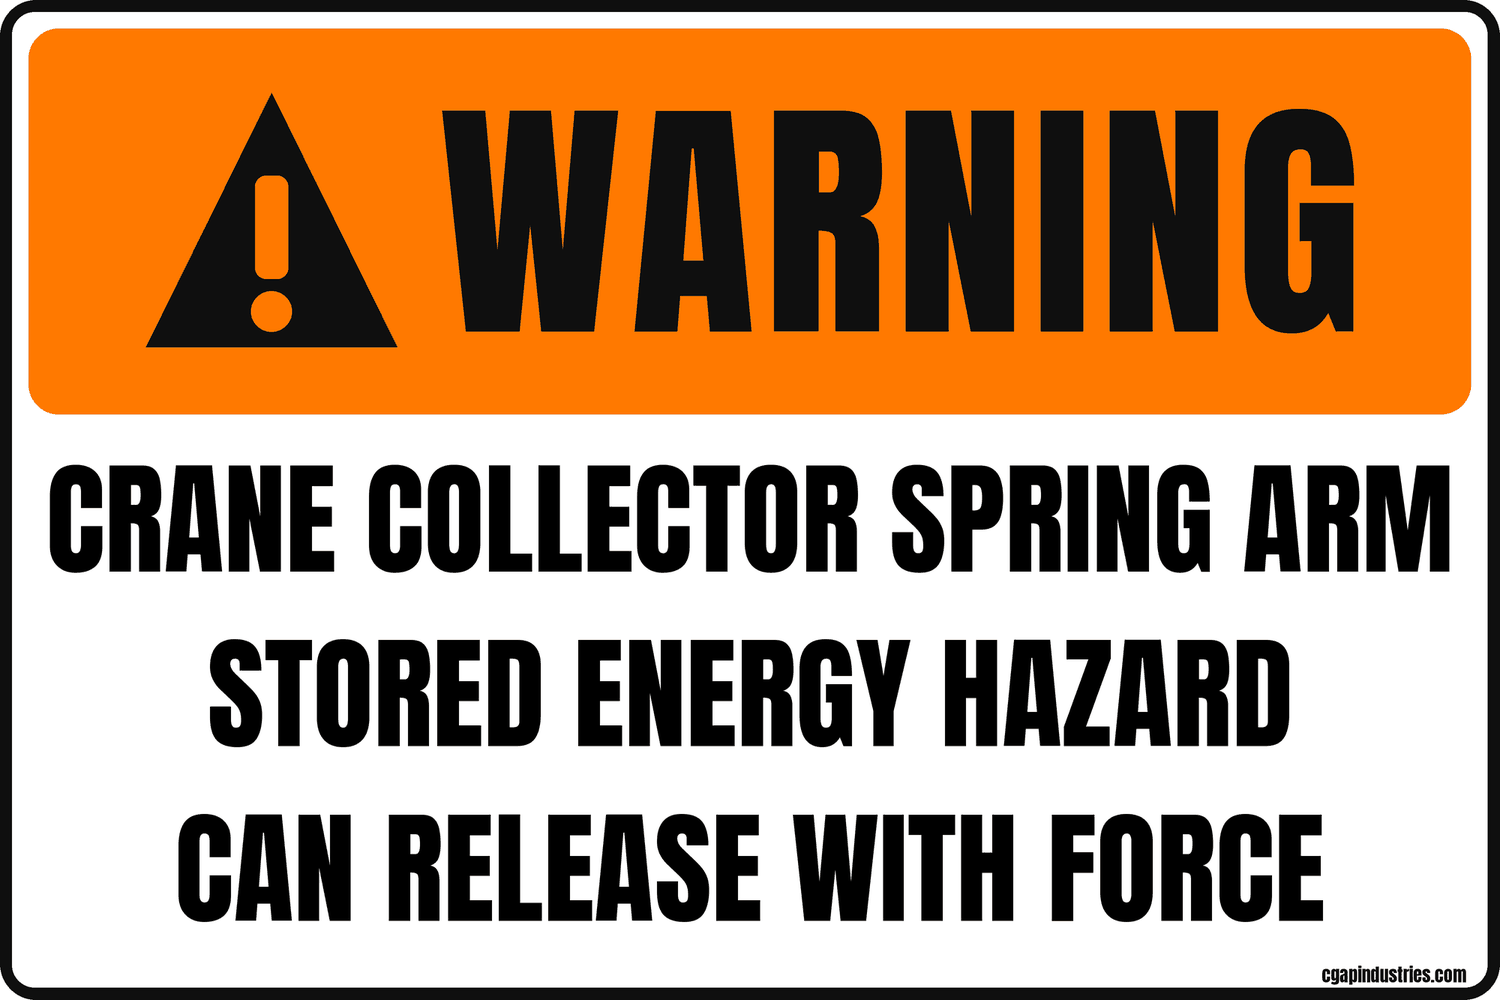 WARNING
CRANE COLLECTOR SPRING ARM
STORED ENERGY HAZARD
CAN RELEASE WITH FORCE
cgapindustries.com